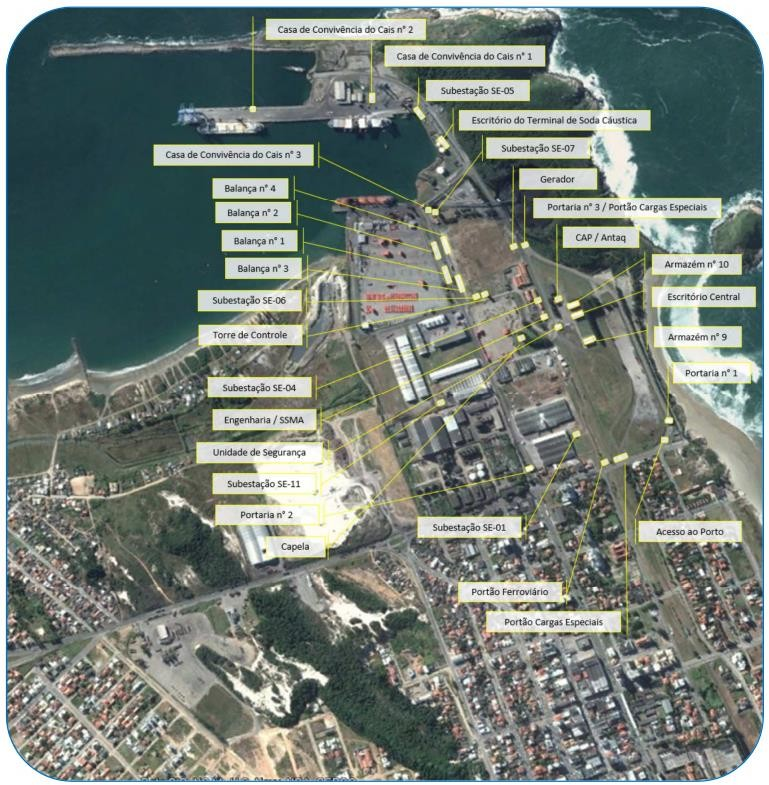 Casa de Convivência do Cais n° 2
Casa de Convivência do Cais n° 1
Subestação SE-05
Escritório do Terminal de Soda Cáustica
Subestação SE-07
Casa de Convivência do Cais n° 3
Gerador
Balança n° 4
Portaria n° 3 / Portão Cargas Especiais
Balança n° 2
CAP / Antaq
Balança n° 1
Armazém n° 10
Balança n° 3
Escritório Central
Subestação SE-06
Torre de Controle
Armazém n° 9
Portaria n° 1
Subestação SE-04
Engenharia / SSMA
Unidade de Segurança
Subestação SE-11
Portaria n° 2
Subestação SE-01
Acesso ao Porto
Capela
Portão Ferroviário
Portão Cargas Especiais